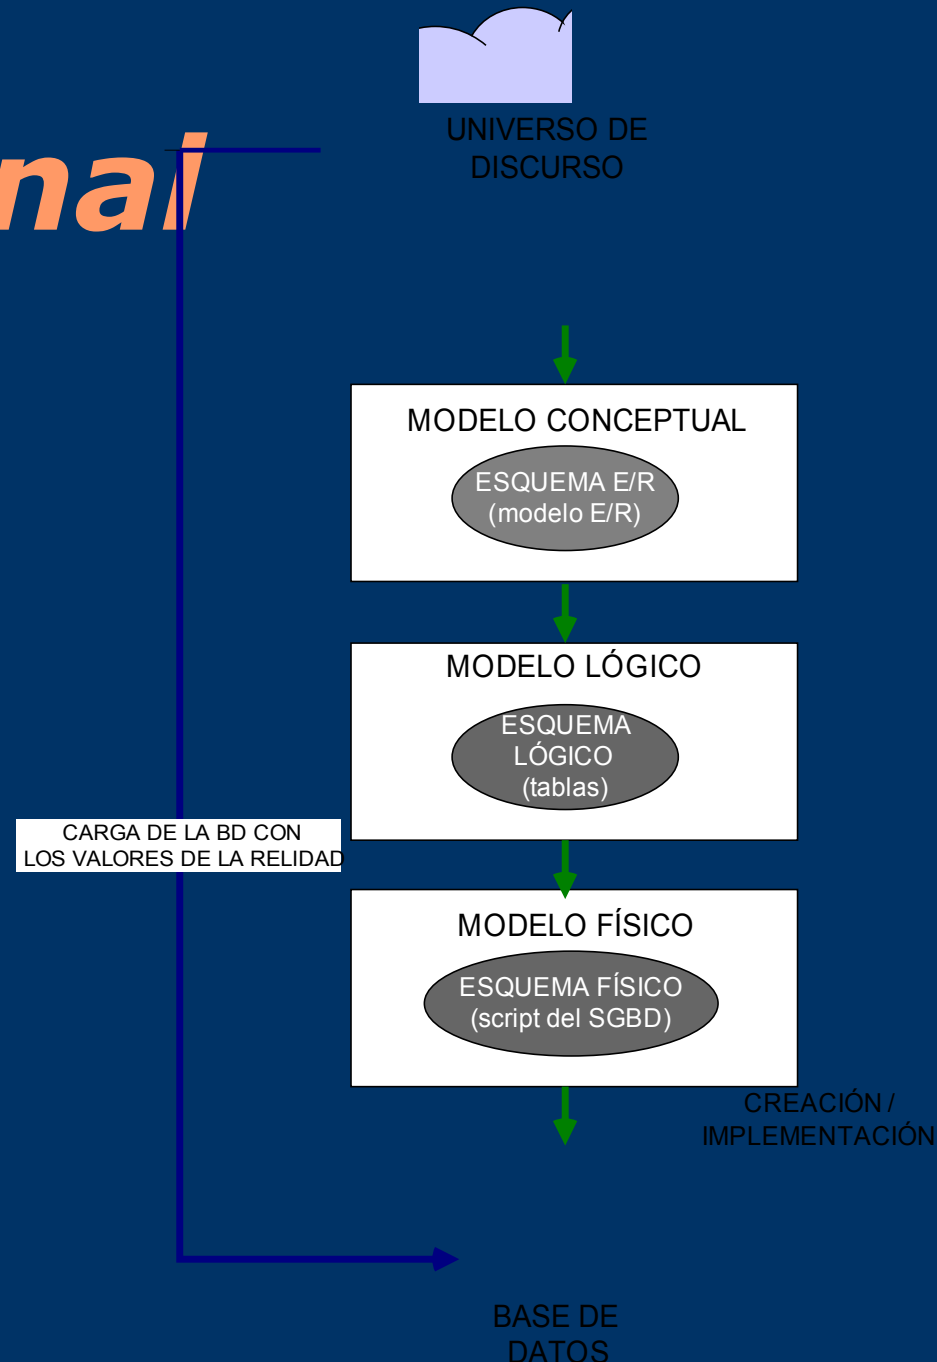 UNIVERSO DE
DISCURSO
nal
MODELO CONCEPTUAL
ESQUEMA E/R
(modelo E/R)
MODELO LÓGICO
ESQUEMA
LÓGICO
(tablas)
CARGA DE LA BD CON
LOS VALORES DE LA RELIDAD
MODELO FÍSICO
ESQUEMA FÍSICO
(script del SGBD)
CREACIÓN /
IMPLEMENTACIÓN
BASE DE
DATOS